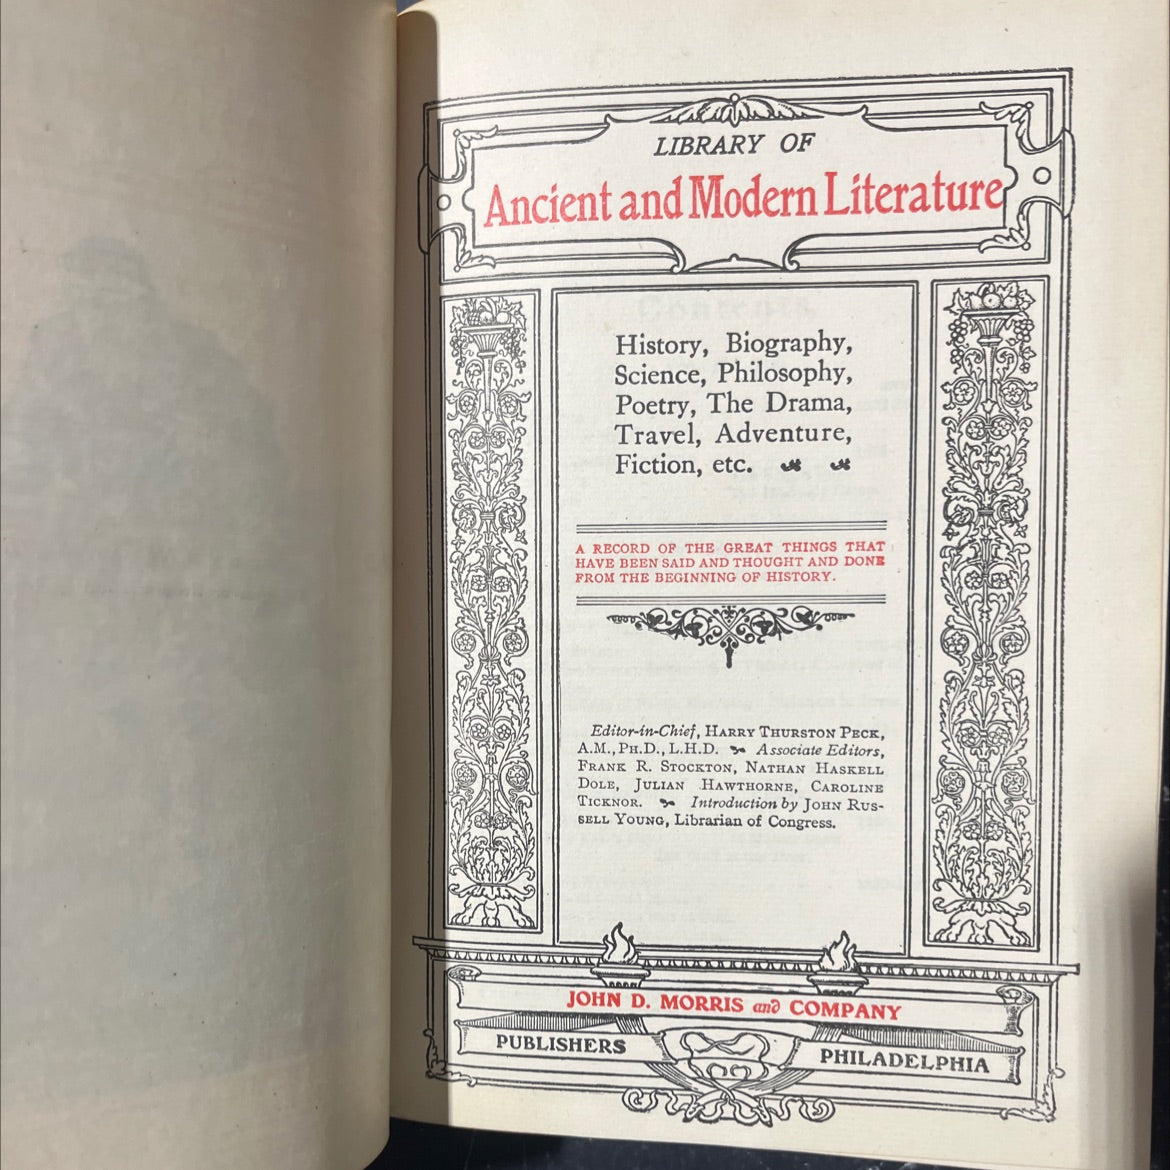 LIBRARY OF
Ancient and Modern Literature
History, Biography,
Science, Philosophy,
Poetry, The Drama,
Travel, Adventure,
Fiction, etc.
A RECORD OF THE GREAT THINGS THAT
HAVE BEEN SAID AND THOUGHT AND DONE
FROM THE BEGINNING OF HISTORY.
Editor-in-Chief, HARRY THURSTON PECK,
A.M., PH.D., L.H.D. Associate Editors,
FRANK R. STOCKTON, NATHAN HASKELL
DOLE, JULIAN HAWTHORNE, CAROLINE
TICKNOR. Introduction by JOHN RUS-
SELL YOUNG, Librarian of Congress.
JOHN D. MORRIS and COMPANY
PUBLISHERS
PHILADELPHIA